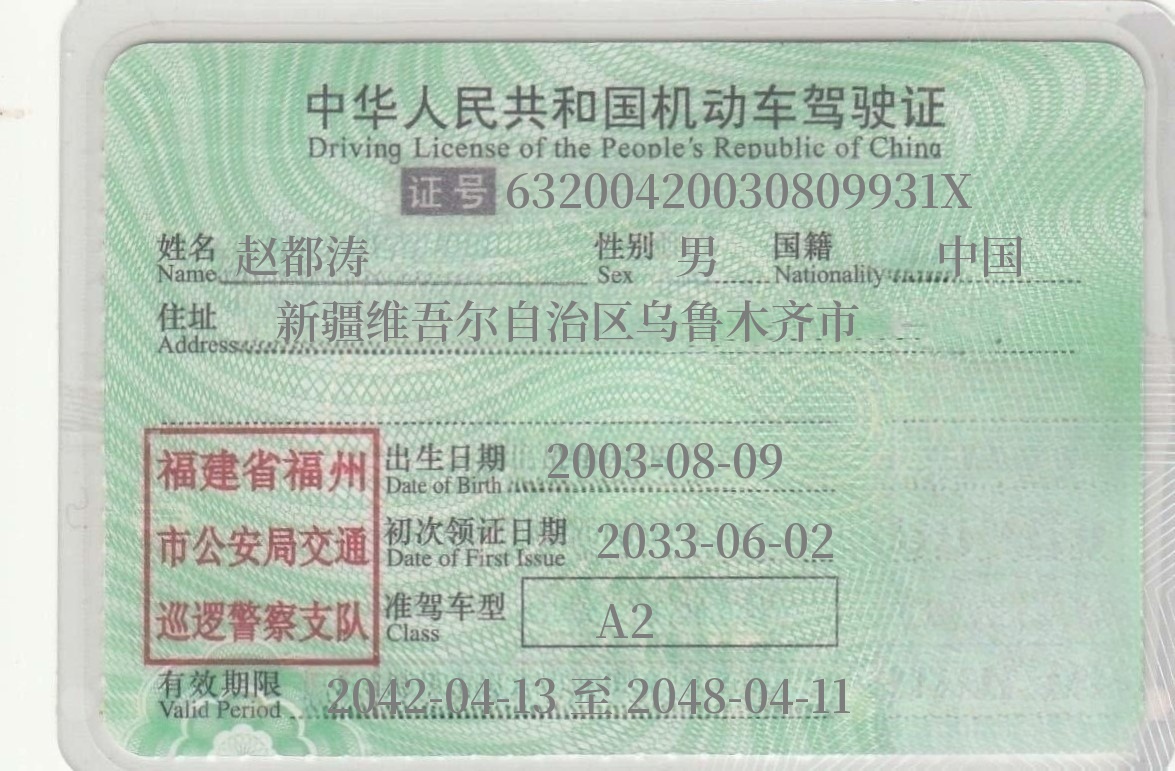 中华人民共和国机动车驾驶证
Driving License of the People's Republic of China
证号 63200420030809931X
姓名 赵都涛 性别 男 国籍 中国
Name Sex Nationality
住址 新疆维吾尔自治区乌鲁木齐市
Address
福建省福州
市公安局交通
巡逻警察支队
出生日期 2003-08-09
Date of Birth
初次领证日期 2033-06-02
Date of First Issue
准驾车型 A2
Class
有效期限 2042-04-13 至 2048-04-11
Valid Period